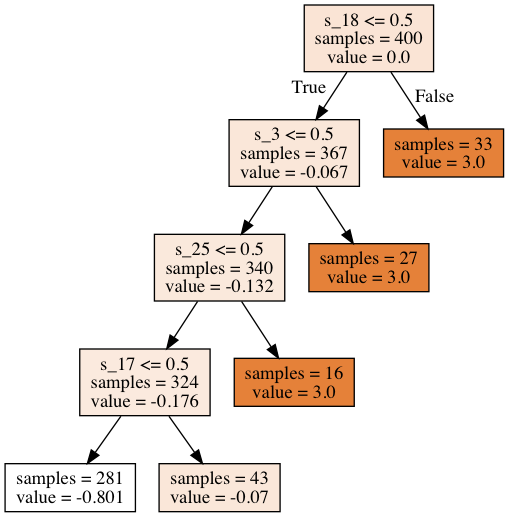 s_18 <= 0.5
samples = 400
value = 0.0
True
False
s_3 <= 0.5
samples = 367
value = -0.067
samples = 33
value = 3.0
s_25 <= 0.5
samples = 340
value = -0.132
samples = 27
value = 3.0
s_17 <= 0.5
samples = 324
value = -0.176
samples = 16
value = 3.0
samples = 281
value = -0.801
samples = 43
value = -0.07